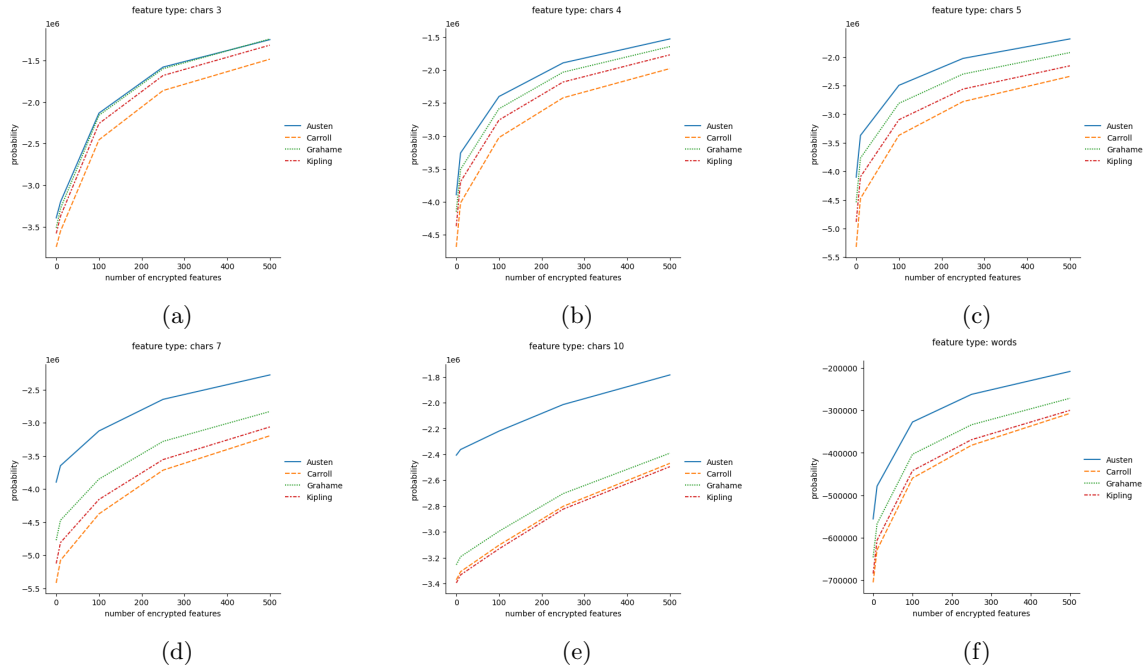 feature type: chars 3
1e6
−1.5
−2.0
−2.5
−3.0
−3.5
probability
0 100 200 300 400 500
number of encrypted features
Austen
Carroll
Grahame
Kipling
(a)
feature type: chars 4
1e6
−1.5
−2.0
−2.5
−3.0
−3.5
−4.0
−4.5
probability
0 100 200 300 400 500
number of encrypted features
Austen
Carroll
Grahame
Kipling
(b)
feature type: chars 5
1e6
−2.0
−2.5
−3.0
−3.5
−4.0
−4.5
−5.0
−5.5
probability
0 100 200 300 400 500
number of encrypted features
Austen
Carroll
Grahame
Kipling
(c)
feature type: chars 7
1e6
−2.5
−3.0
−3.5
−4.0
−4.5
−5.0
−5.5
probability
0 100 200 300 400 500
number of encrypted features
Austen
Carroll
Grahame
Kipling
(d)
feature type: chars 10
1e6
−1.8
−2.0
−2.2
−2.4
−2.6
−2.8
−3.0
−3.2
−3.4
probability
0 100 200 300 400 500
number of encrypted features
Austen
Carroll
Grahame
Kipling
(e)
feature type: words
−200000
−300000
−400000
−500000
−600000
−700000
probability
0 100 200 300 400 500
number of encrypted features
Austen
Carroll
Grahame
Kipling
(f)